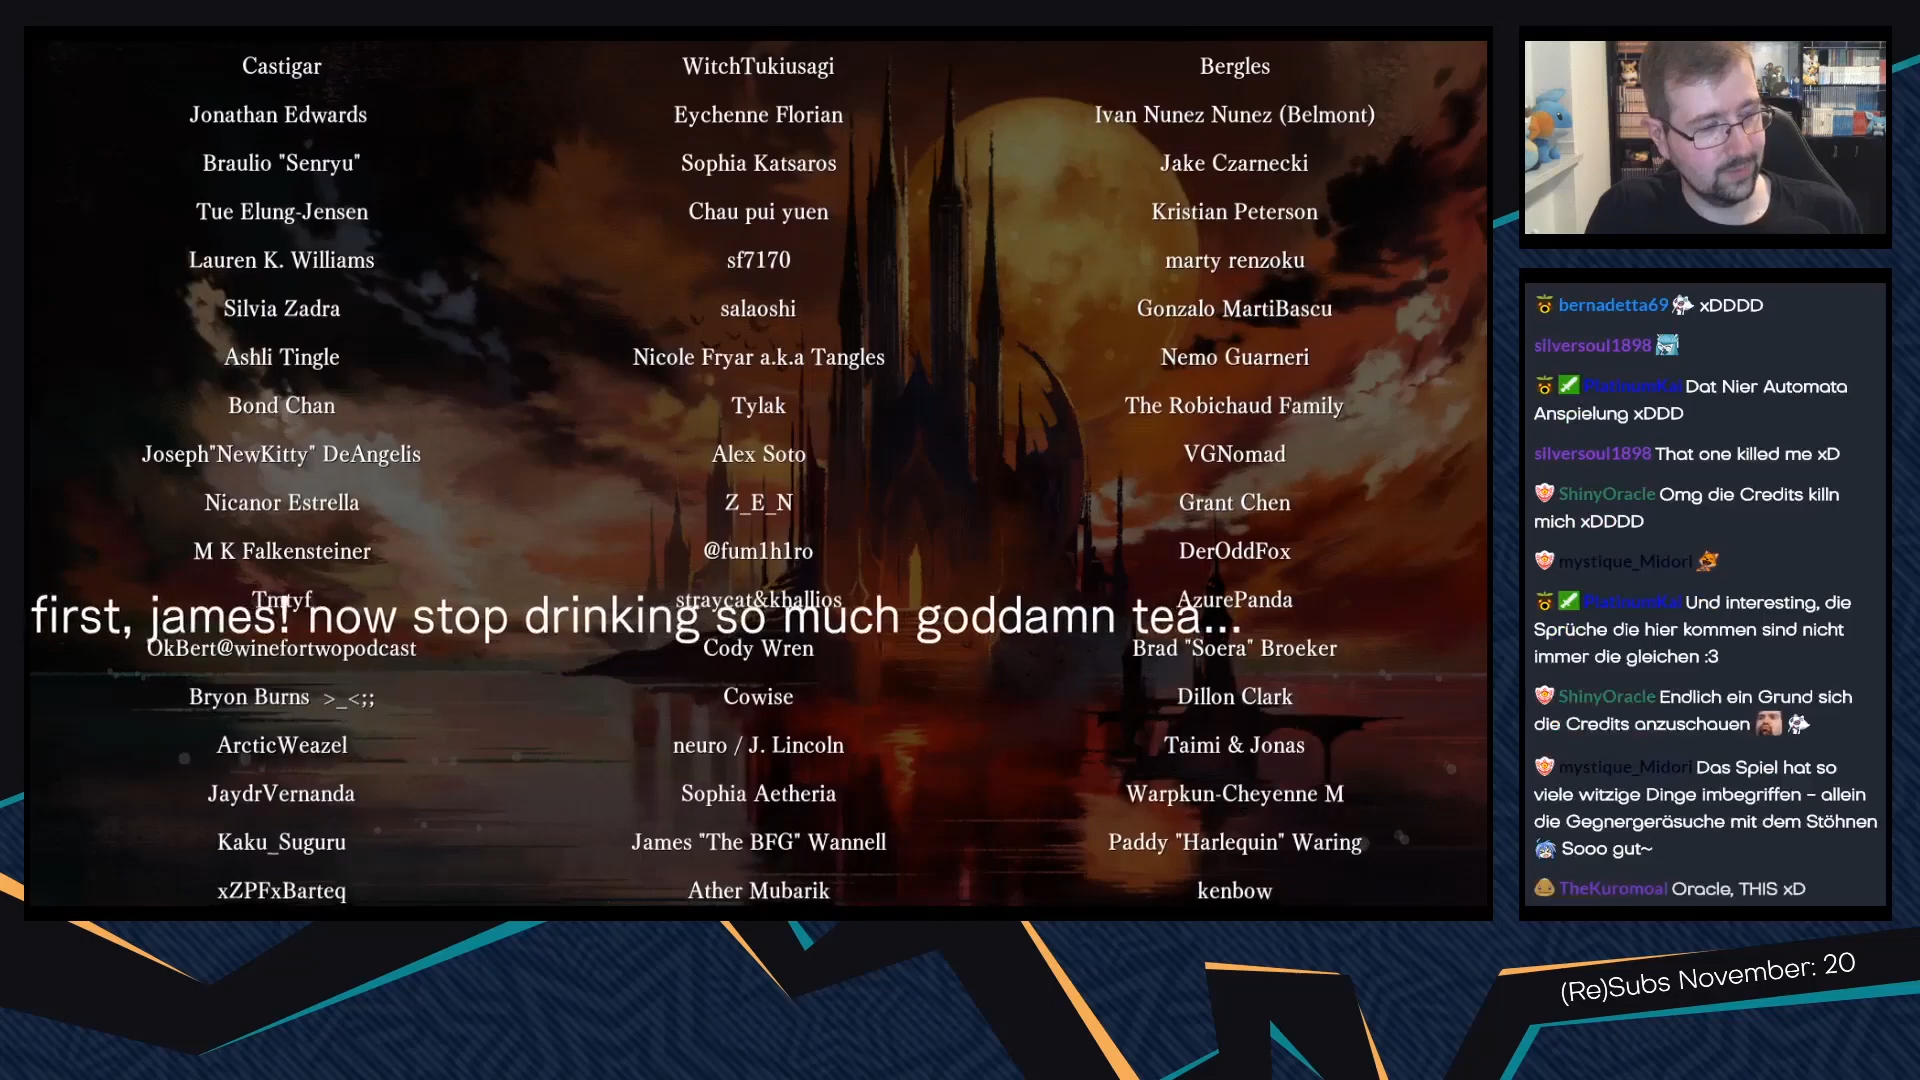 Castigar
Jonathan Edwards
Braulio "Senryu"
Tue Elung-Jensen
Lauren K. Williams
Silvia Zadra
Ashli Tingle
Bond Chan
Joseph"NewKitty" DeAngelis
Nicanor Estrella
M K Falkensteiner
Tmtyf
OkBert@winefortwopodcast
Bryon Burns >_<;;
ArcticWeazel
JaydrVernanda
Kaku_Suguru
xZPFxBarteq
WitchTukiusagi
Eychenne Florian
Sophia Katsaros
Chau pui yuen
sf7170
salaoshi
Nicole Fryar a.k.a Tangles
Tylak
Alex Soto
Z_E_N
@fum1h1ro
straycat&khallios
Cody Wren
Cowise
neuro / J. Lincoln
Sophia Aetheria
James "The BFG" Wannell
Ather Mubarik
Bergles
Ivan Nunez Nunez (Belmont)
Jake Czarnecki
Kristian Peterson
marty renzoku
Gonzalo MartiBascu
Nemo Guarneri
The Robichaud Family
VGNomad
Grant Chen
DerOddFox
AzurePanda
Brad "Soera" Broeker
Dillon Clark
Taimi & Jonas
Warpkun-Cheyenne M
Paddy "Harlequin" Waring
kenbow
first, james! now stop drinking so much goddamn tea...
bernadetta69 xDDDD
silversoul1898
PlatinumKai Dat Nier Automata
Anspielung xDDD
silversoul1898 That one killed me xD
ShinyOracle Omg die Credits killn
mich xDDDD
mystique_Midori
PlatinumKai Und interesting, die
Sprüche die hier kommen sind nicht
immer die gleichen :3
ShinyOracle Endlich ein Grund sich
die Credits anzuschauen
mystique_Midori Das Spiel hat so
viele witzige Dinge imbegriffen - allein
die Gegnergeräsuche mit dem Stöhnen
Sooo gut~
TheKuromoal Oracle, THIS xD
(Re)Subs November: 20